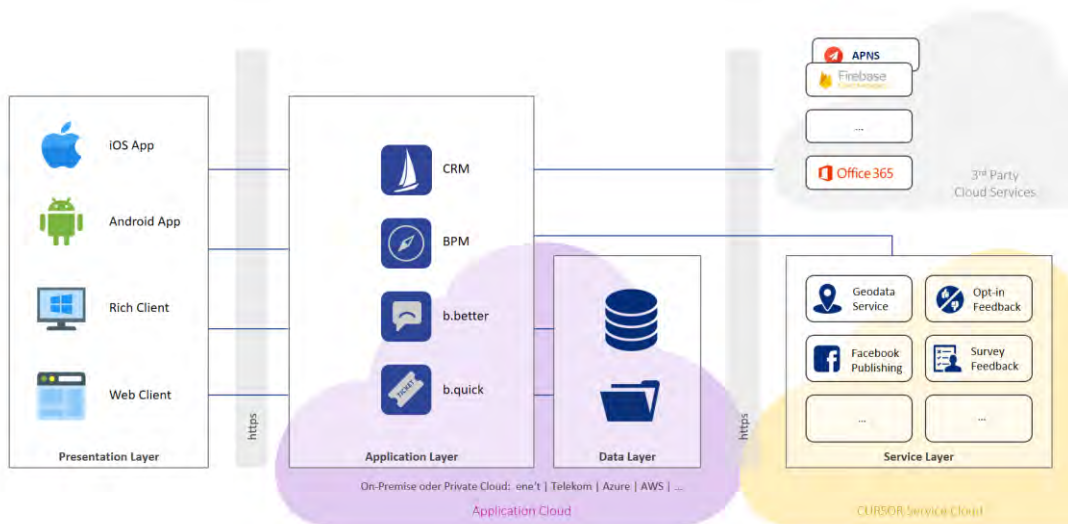 APNS
Firebase
...
Office 365
3rd Party
Cloud Services
iOS App
Android App
Rich Client
Web Client
Presentation Layer
https
CRM
BPM
b.better
TICKET
b.quick
Application Layer
Data Layer
https
Geodata
Service
Opt-in
Feedback
Facebook
Publishing
Survey
Feedback
...
...
Service Layer
On-Premise oder Private Cloud: ene't | Telekom | Azure | AWS | ...
Application Cloud
CURSOR Service Cloud